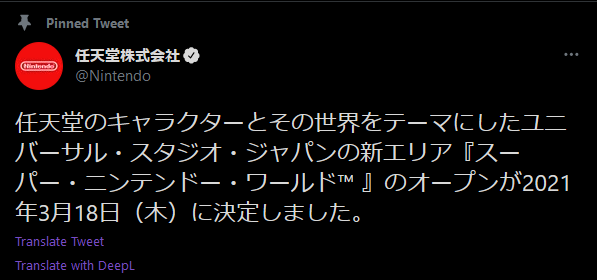 Pinned Tweet
任天堂株式会社
Nintendo
@Nintendo
任天堂のキャラクターとその世界をテーマにしたユニ
バーサル・スタジオ・ジャパンの新エリア『スー
パー・ニンテンドー・ワールド™ 』のオープンが2021
年3月18日（木）に決定しました。
Translate Tweet
Translate with DeepL